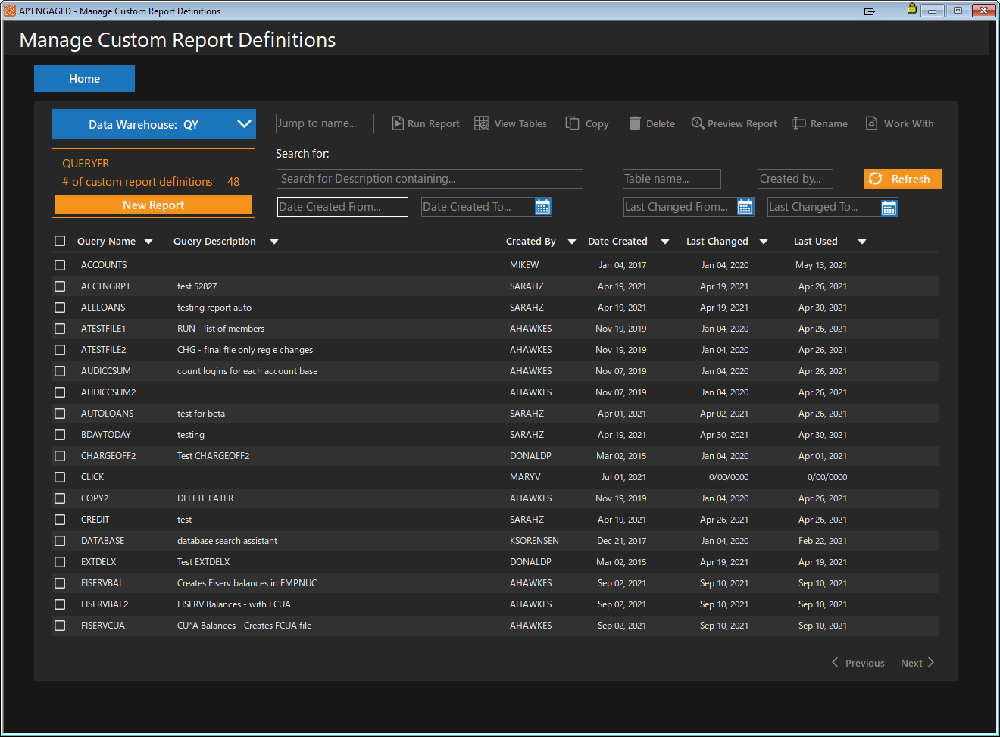 AI*ENGAGED - Manage Custom Report Definitions
Manage Custom Report Definitions
Home
Data Warehouse: QY
Jump to name...
Run Report
View Tables
Copy
Delete
Preview Report
Rename
Work With
QUERYFR
# of custom report definitions 48
New Report
Search for:
Search for Description containing...
Table name...
Created by...
Refresh
Date Created From...
Date Created To...
Last Changed From...
Last Changed To...
Query Name Query Description Created By Date Created Last Changed Last Used
ACCOUNTS MIKEW Jan 04, 2017 Jan 04, 2020 May 13, 2021
ACCTNGRPT test 52827 SARAHZ Apr 19, 2021 Apr 19, 2021 Apr 26, 2021
ALLLOANS testing report auto SARAHZ Apr 19, 2021 Apr 19, 2021 Apr 30, 2021
ATESTFILE1 RUN - list of members AHAWKES Nov 19, 2019 Jan 04, 2020 Apr 26, 2021
ATESTFILE2 CHG - final file only reg e changes AHAWKES Nov 19, 2019 Jan 04, 2020 Apr 26, 2021
AUDICCSUM count logins for each account base AHAWKES Nov 07, 2019 Jan 04, 2020 Apr 26, 2021
AUDICCSUM2 AHAWKES Nov 07, 2019 Jan 04, 2020 Apr 26, 2021
AUTOLOANS test for beta SARAHZ Apr 01, 2021 Apr 02, 2021 Apr 26, 2021
BDAYTODAY testing SARAHZ Apr 19, 2021 Apr 30, 2021 Apr 30, 2021
CHARGEOFF2 Test CHARGEOFF2 DONALDP Mar 02, 2015 Jan 04, 2020 Apr 01, 2021
CLICK MARYV Jul 01, 2021 0/00/0000 0/00/0000
COPY2 DELETE LATER AHAWKES Nov 19, 2019 Jan 04, 2020 Apr 26, 2021
CREDIT test SARAHZ Apr 19, 2021 Apr 26, 2021 Apr 26, 2021
DATABASE database search assistant KSORENSEN Dec 21, 2017 Jan 04, 2020 Feb 22, 2021
EXTDELX Test EXTDELX DONALDP Mar 02, 2015 Apr 19, 2021 Apr 19, 2021
FISERVBAL Creates Fiserv balances in EMPNUC AHAWKES Sep 02, 2021 Sep 10, 2021 Sep 10, 2021
FISERVBAL2 FISERV Balances - with FCUA AHAWKES Sep 02, 2021 Sep 10, 2021 Sep 10, 2021
FISERVCUA CU*A Balances - Creates FCUA file AHAWKES Sep 02, 2021 Sep 10, 2021 Sep 10, 2021
Previous Next